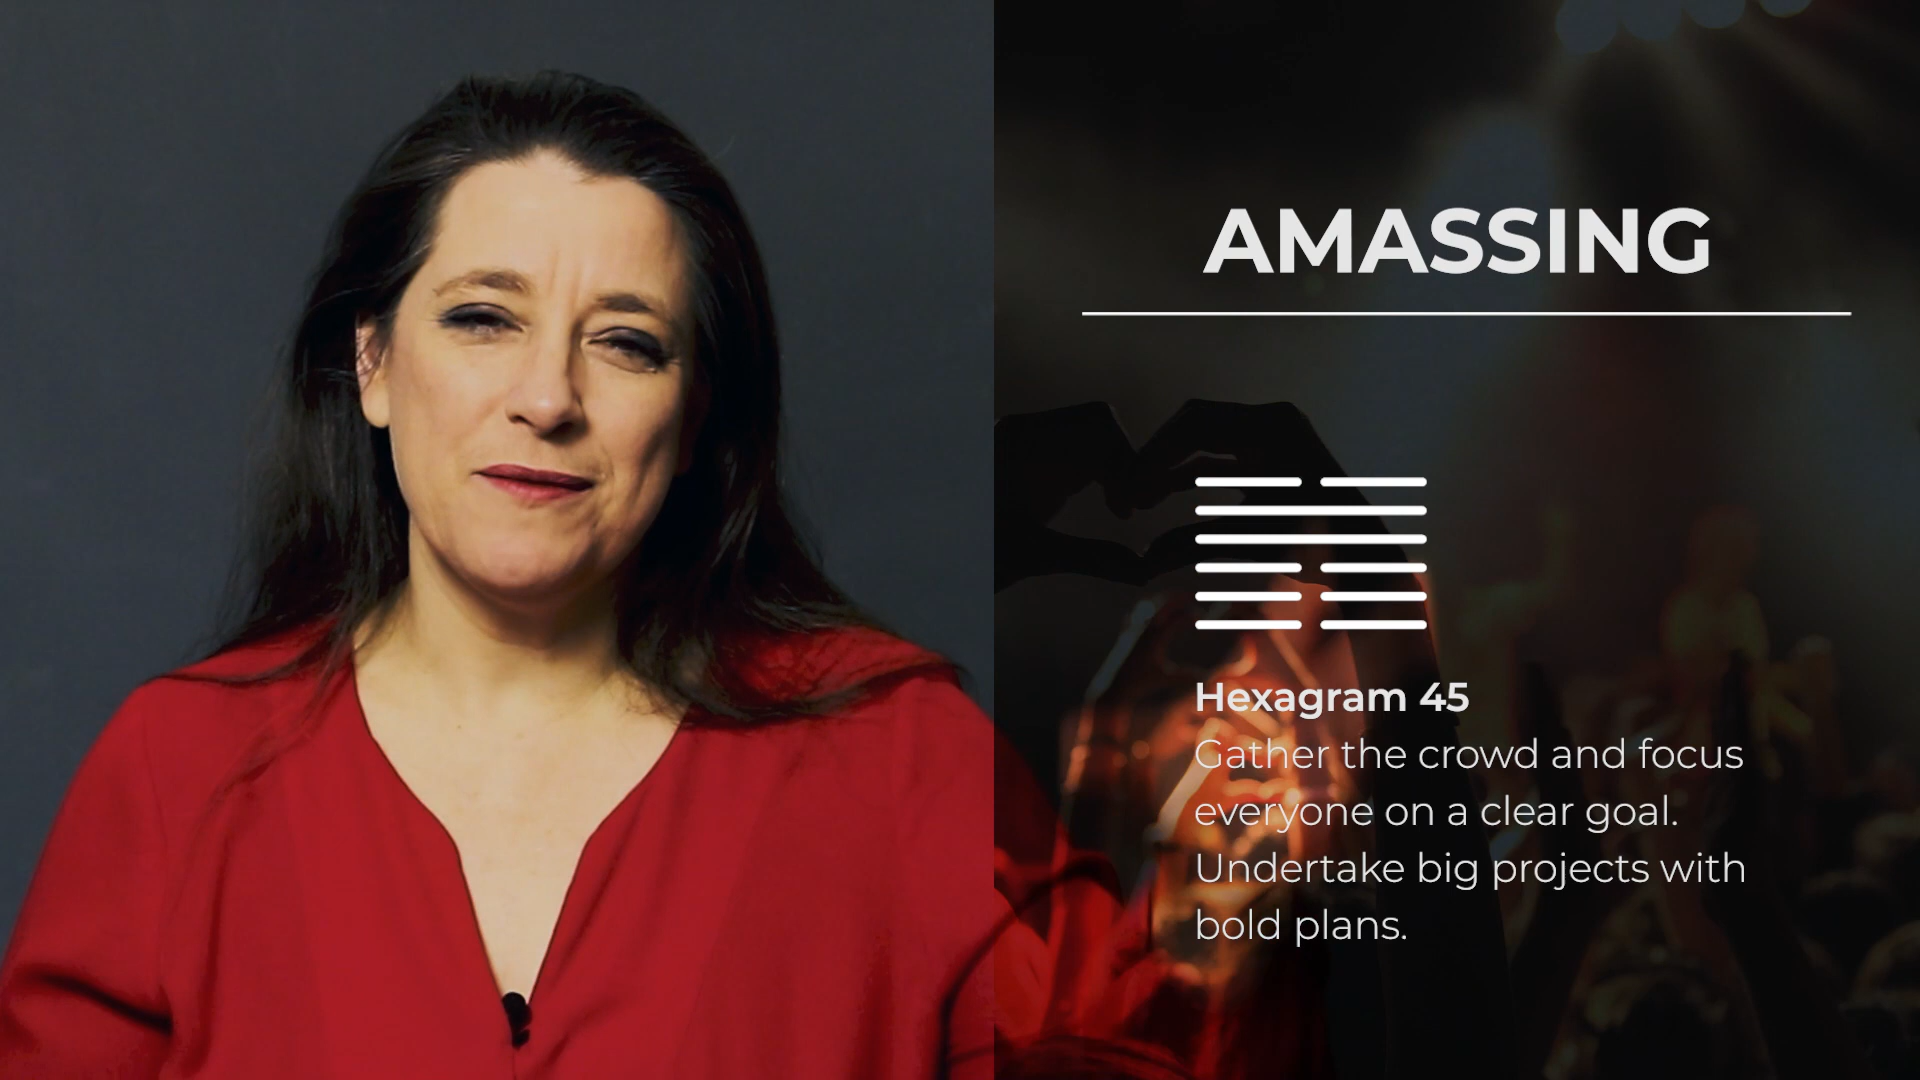 AMASSING
Hexagram 45
Gather the crowd and focus
everyone on a clear goal.
Undertake big projects with
bold plans.